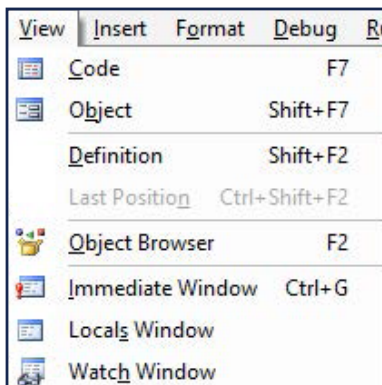 View Insert Format Debug
Code F7
Object Shift+F7
Definition Shift+F2
Last Position Ctrl+Shift+F2
Object Browser F2
Immediate Window Ctrl+G
Locals Window
Watch Window